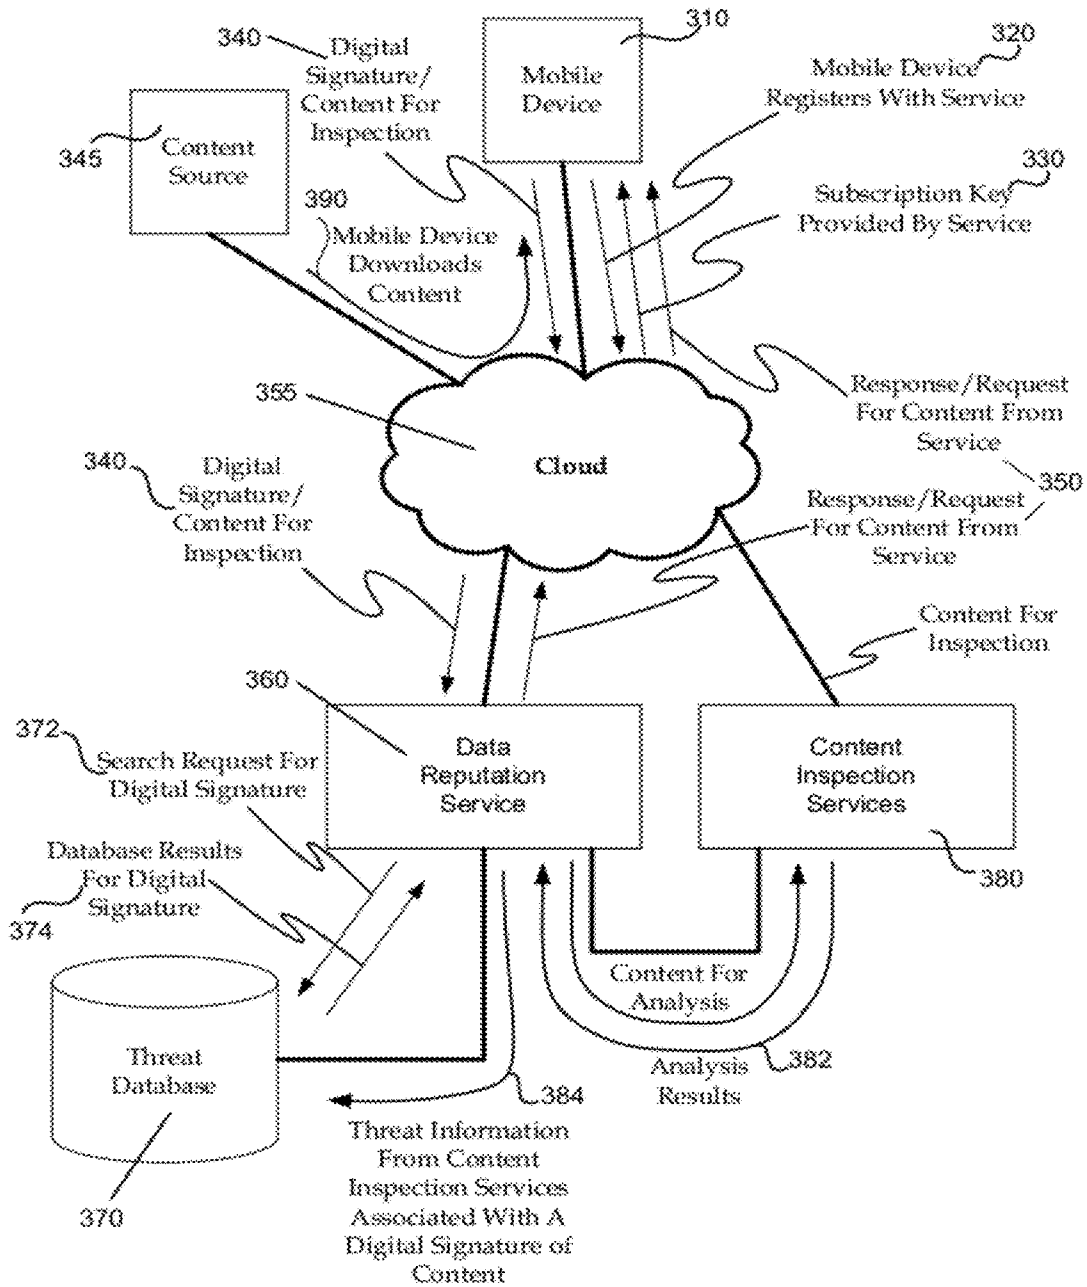 310
Mobile
Device
340
Digital
Signature/
Content For
Inspection
320
Mobile Device
Registers With Service
345
Content
Source
330
Subscription Key
Provided By Service
390
Mobile Device
Downloads
Content
355
Cloud
Response/Request
For Content From
Service
350
Response/Request
For Content From
Service
340
Digital
Signature/
Content For
Inspection
Content For
Inspection
360
Data
Reputation
Service
Content
Inspection
Services
380
372
Search Request For
Digital Signature
Database Results
For Digital
Signature
374
Content For
Analysis
382
Analysis
Results
Threat
Database
370
384
Threat Information
From Content
Inspection Services
Associated With A
Digital Signature of
Content